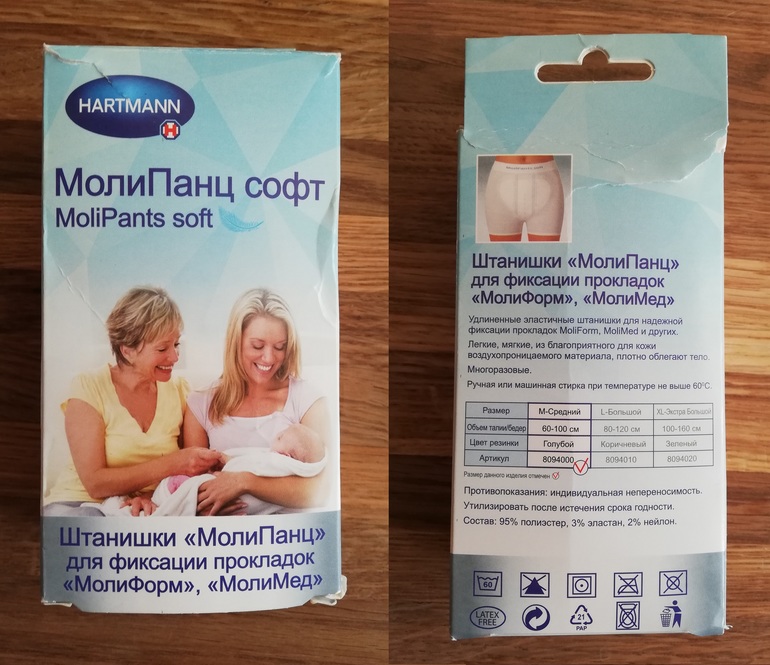 HARTMANN
МолиПанц софт
MoliPants soft
Штанишки «МолиПанц»
для фиксации прокладок
«МолиФорм», «МолиМед»
Штанишки «МолиПанц»
для фиксации прокладок
«МолиФорм», «МолиМед»
Удлиненные эластичные штанишки для надежной
фиксации прокладок MoliForm, MoliMed и других.
Легкие, мягкие, из благоприятного для кожи
воздухопроницаемого материала, плотно облегают тело.
Многоразовые.
Ручная или машинная стирка при температуре не выше 60⁰С.
Размер M-Средний L-Большой XL-Экстра Большой
Объем талии/бедер 60-100 см 80-120 см 100-160 см
Цвет резинки Голубой Коричневый Зеленый
Артикул 8094000 8094010 8094020
Размер данного изделия отмечен
Противопоказания: индивидуальная непереносимость.
Утилизировать после истечения срока годности.
Состав: 95% полиэстер, 3% эластан, 2% нейлон.
60
LATEX
FREE
21
PAP